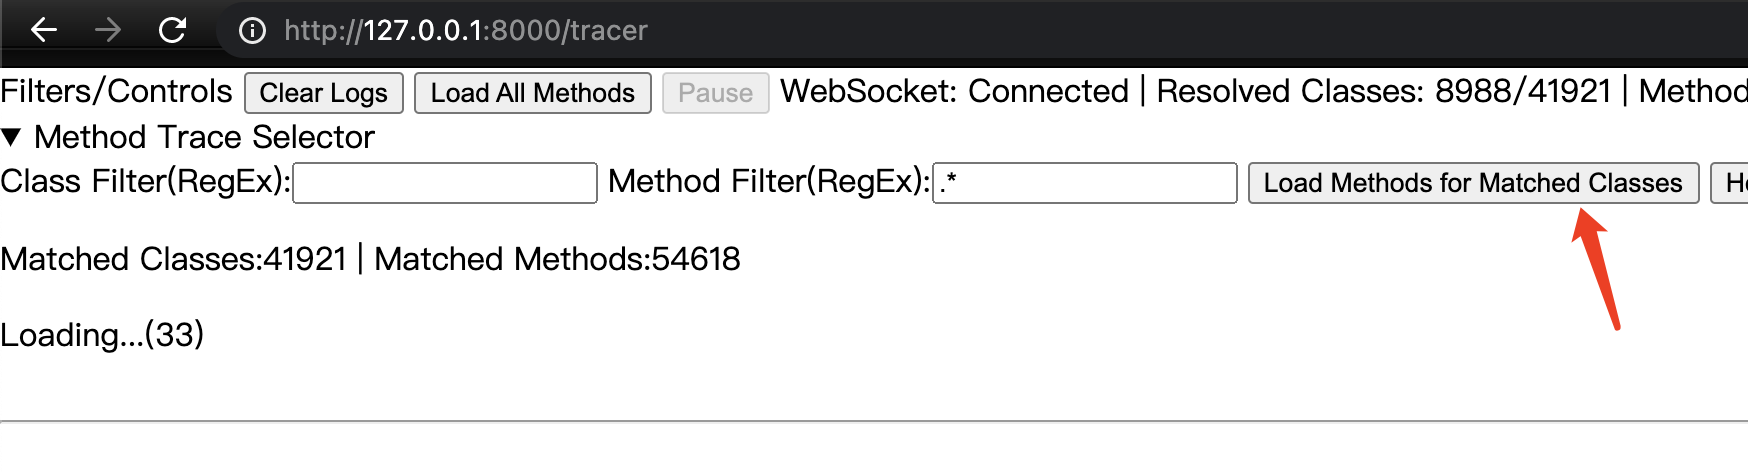 http://127.0.0.1:8000/tracer
Filters/Controls Clear Logs Load All Methods Pause WebSocket: Connected | Resolved Classes: 8988/41921 | Method
▼ Method Trace Selector
Class Filter(RegEx): Method Filter(RegEx): .* Load Methods for Matched Classes
Matched Classes:41921 | Matched Methods:54618
Loading...(33)